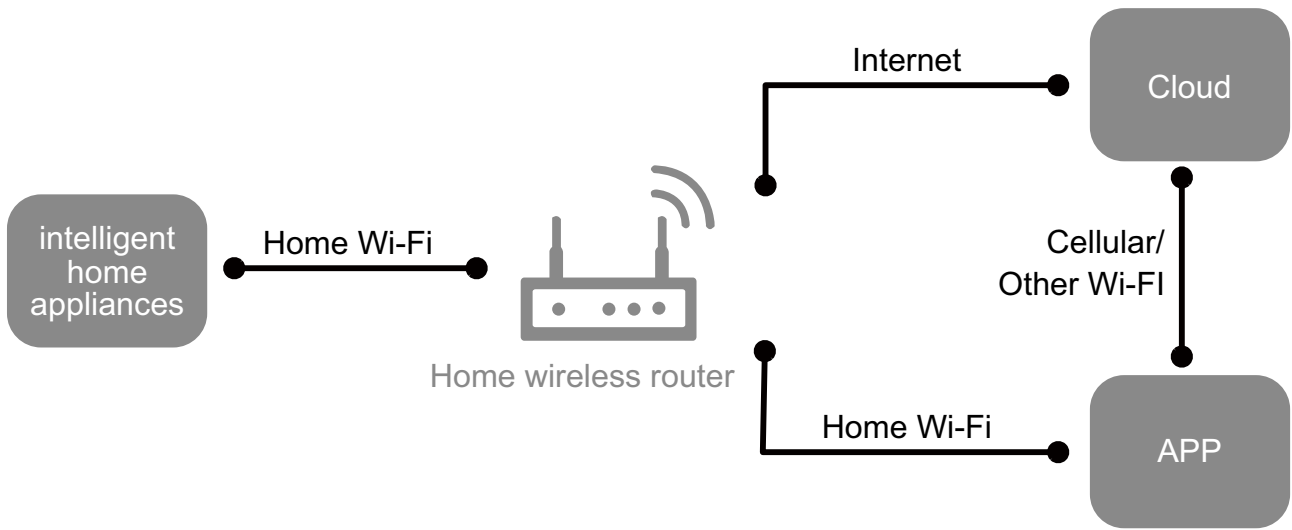 Internet
Cloud
intelligent
home
appliances
Home Wi-Fi
Cellular/
Other Wi-FI
Home wireless router
Home Wi-Fi
APP